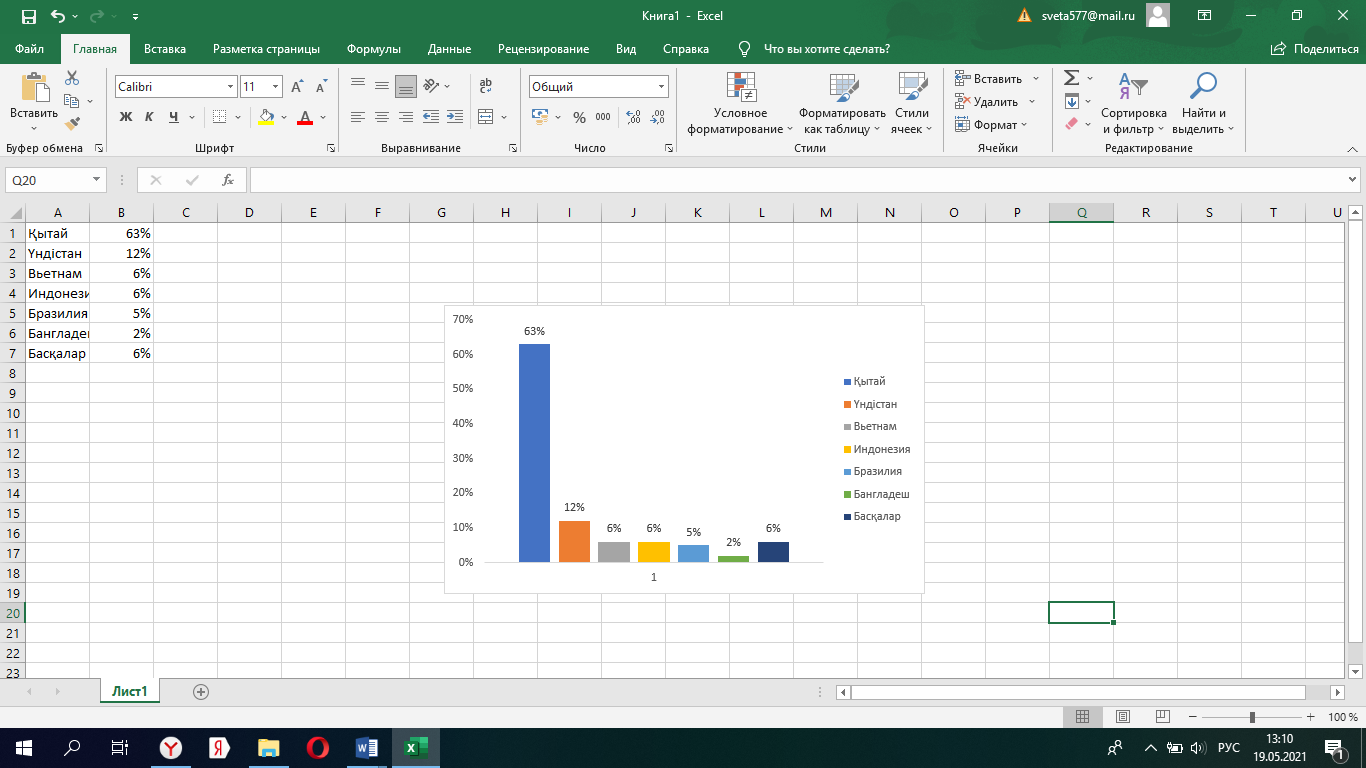 Книга1 - Excel
sveta577@mail.ru
Файл Главная Вставка Разметка страницы Формулы Данные Рецензирование Вид Справка Что вы хотите сделать? Поделиться
Вставить
Буфер обмена
Calibri 11
Ж К Ч А
Шрифт
ab
Выравнивание
Общий
% 000
Число
Условное форматирование
Форматировать как таблицу
Стили ячеек
Стили
Вставить
Удалить
Формат
Ячейки
Сортировка и фильтр
Найти и выделить
Редактирование
Q20 fx
A B C D E F G H I J K L M N O P Q R S T U
1 Қытай 63%
2 Үндістан 12%
3 Вьетнам 6%
4 Индонези 6%
5 Бразилия 5%
6 Бангладе 2%
7 Басқалар 6%
8
9
10
11
12
13
14
15
16
17
18
19
20
21
22
23
70%
60%
50%
40%
30%
20%
10%
0%
63%
12%
6%
6%
5%
2%
6%
1
Қытай
Үндістан
Вьетнам
Индонезия
Бразилия
Бангладеш
Басқалар
Лист1
100 %
РУС
13:10
19.05.2021
1